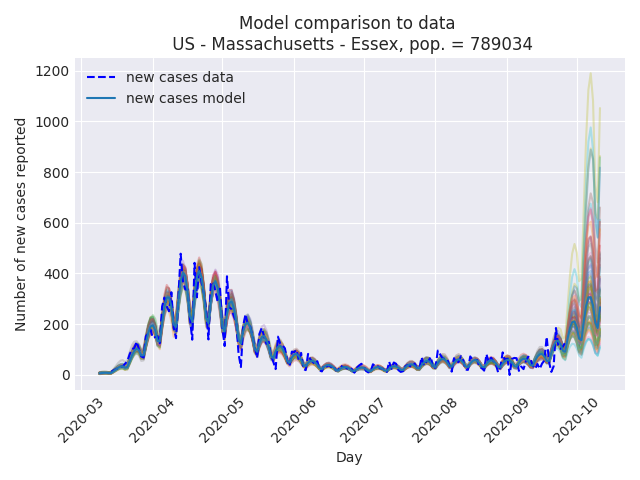 Model comparison to data
US - Massachusetts - Essex, pop. = 789034
new cases data
new cases model
Number of new cases reported
1200
1000
800
600
400
200
0
2020-03
2020-04
2020-05
2020-06
2020-07
2020-08
2020-09
2020-10
Day